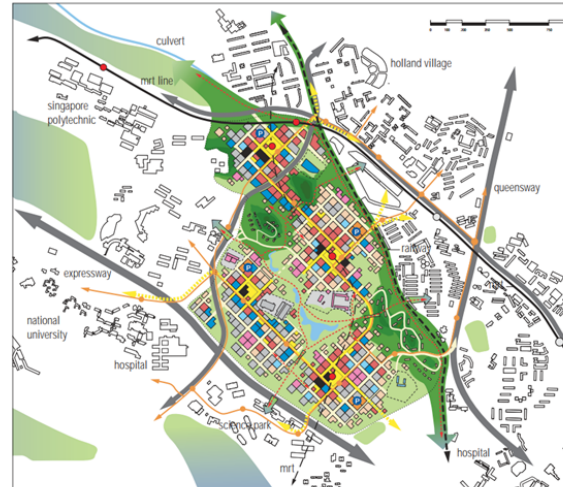 culvert
mrt line
holland village
singapore
polytechnic
queensway
railway
expressway
national
university
hospital
science park
mrt
hospital
P
P
P
P